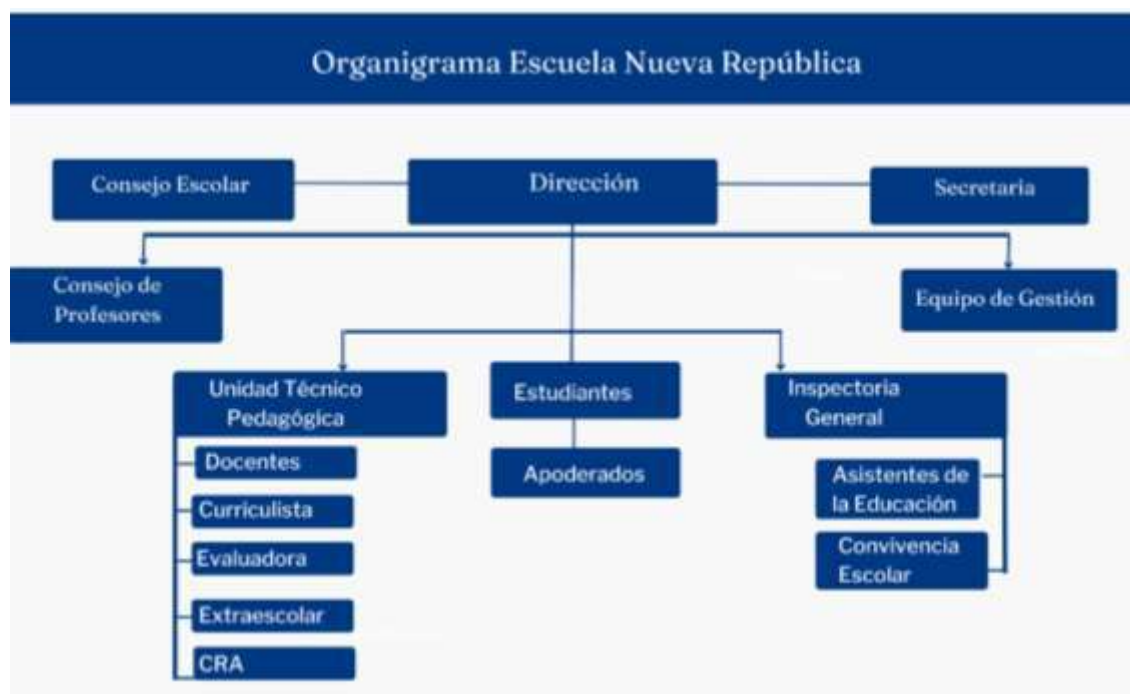 Organigrama Escuela Nueva República
Consejo Escolar
Dirección
Secretaria
Consejo de
Profesores
Equipo de Gestión
Unidad Técnico
Pedagógica
Estudiantes
Inspectoria
General
Docentes
Apoderados
Asistentes de
la Educación
Curriculista
Convivencia
Escolar
Evaluadora
Extraescolar
CRA